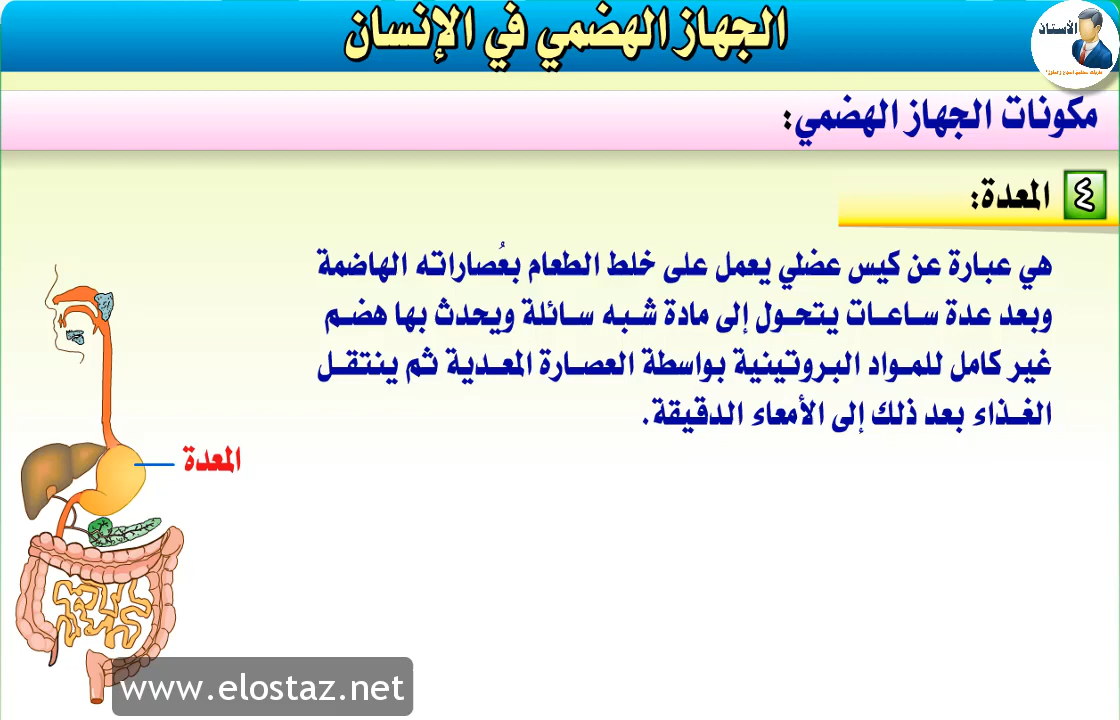 الجهاز الهضمي في الإنسان
الأستاذ
مكونات الجهاز الهضمي:
٤ المعدة:
هي عبارة عن كيس عضلي يعمل على خلط الطعام بعُصاراته الهاضمة
وبعد عدة ساعات يتحول إلى مادة شبه سائلة ويحدث بها هضم
غير كامل للمواد البروتينية بواسطة العصارة المعدية ثم ينتقل
الغذاء بعد ذلك إلى الأمعاء الدقيقة.
المعدة
www.elostaz.net